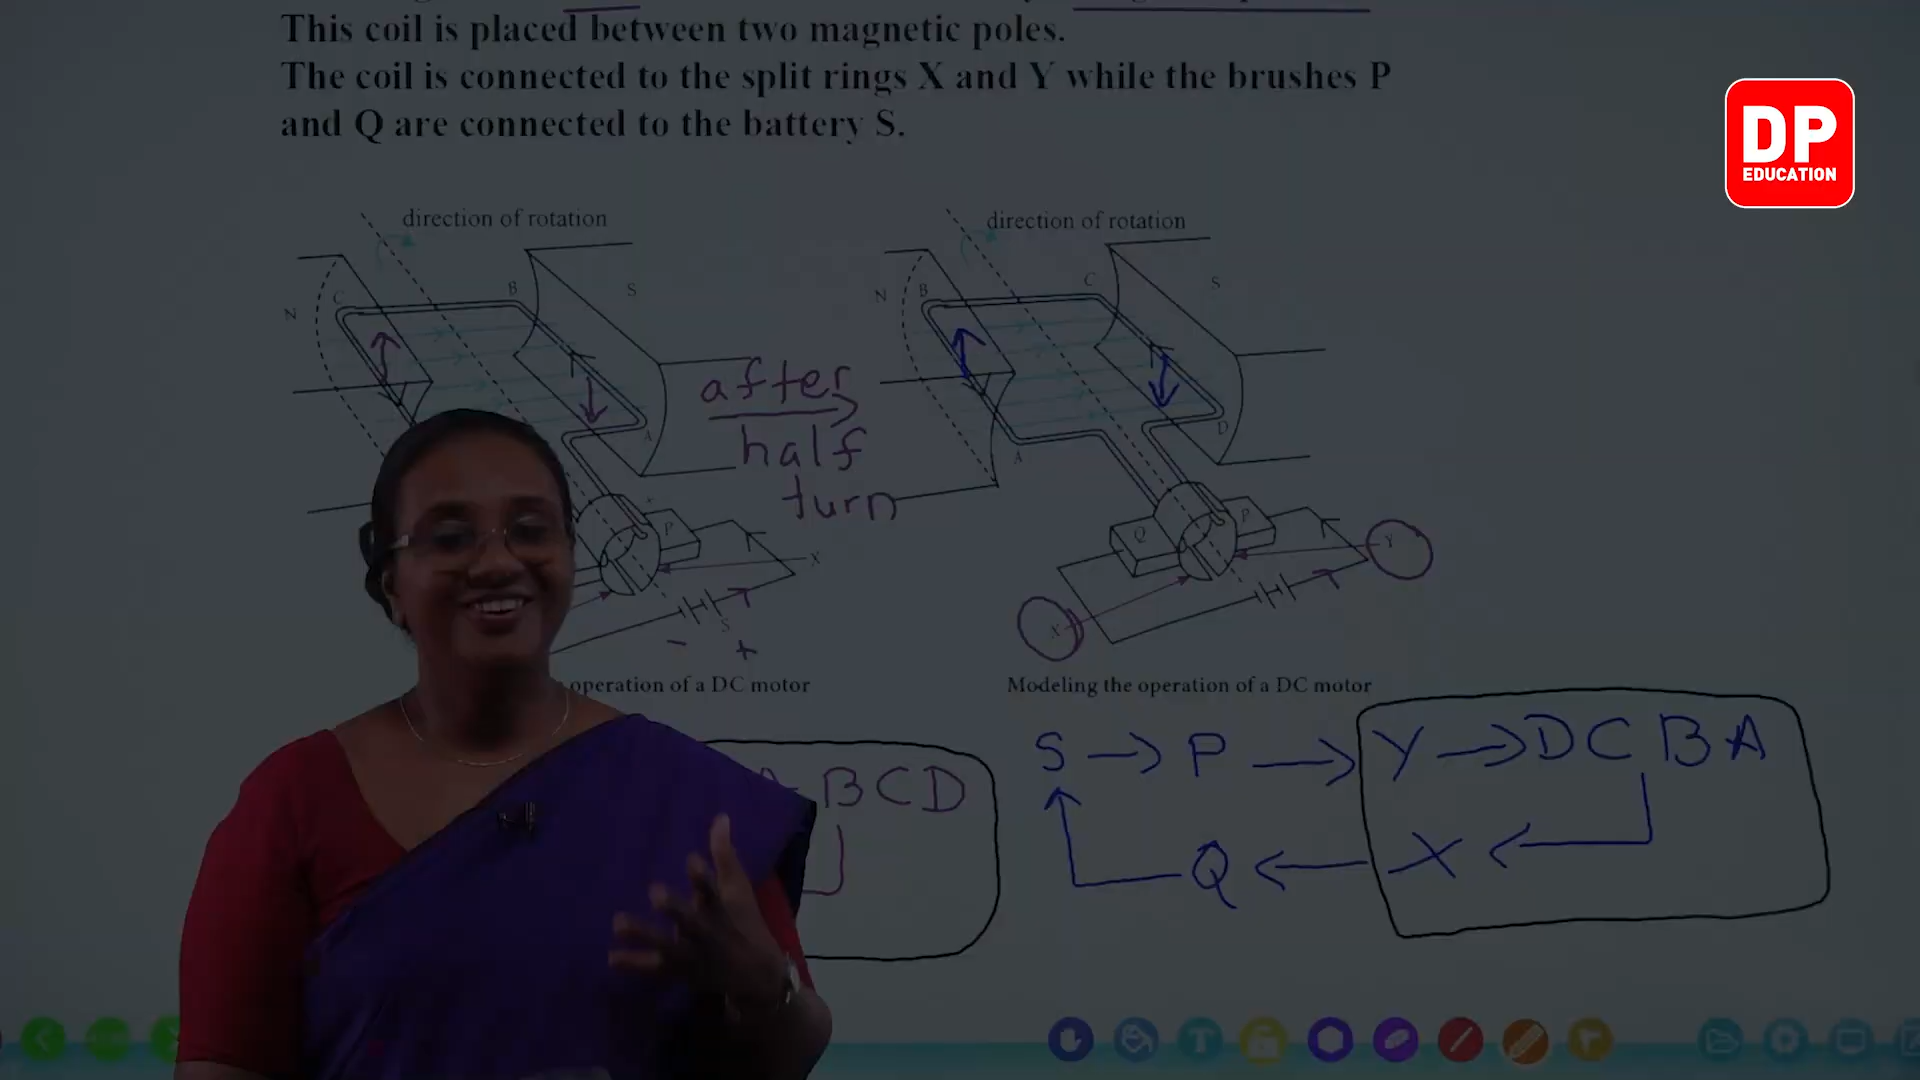 This coil is placed between two magnetic poles.
The coil is connected to the split rings X and Y while the brushes P
and Q are connected to the battery S.
DP
EDUCATION
direction of rotation
direction of rotation
N
C
B
S
A
P
X
S
- +
after
half
turn
N
B
C
S
A
D
Q
P
X
Y
operation of a DC motor
Modeling the operation of a DC motor
B C D
S → P → Y → D C B A
Q ← X ←